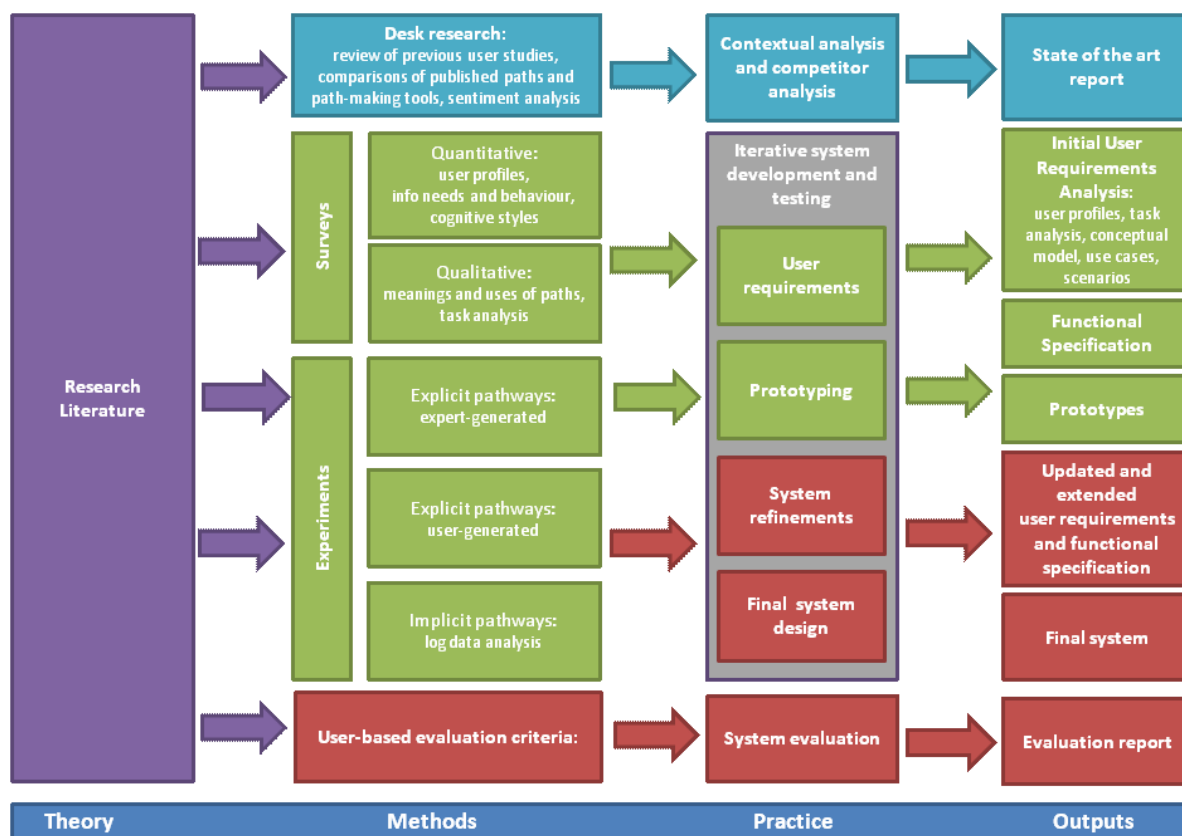 Research
Literature
Desk research:
review of previous user studies,
comparisons of published paths and
path-making tools, sentiment analysis
Contextual analysis
and competitor
analysis
State of the art
report
Surveys
Quantitative:
user profiles,
info needs and behaviour,
cognitive styles
Qualitative:
meanings and uses of paths,
task analysis
Iterative system
development and
testing
User
requirements
Initial User
Requirements
Analysis:
user profiles, task
analysis, conceptual
model, use cases,
scenarios
Functional
Specification
Experiments
Explicit pathways:
expert-generated
Prototyping
Prototypes
Explicit pathways:
user-generated
System
refinements
Updated and
extended
user requirements
and functional
specification
Implicit pathways:
log data analysis
Final system
design
Final system
User-based evaluation criteria:
System evaluation
Evaluation report
Theory
Methods
Practice
Outputs